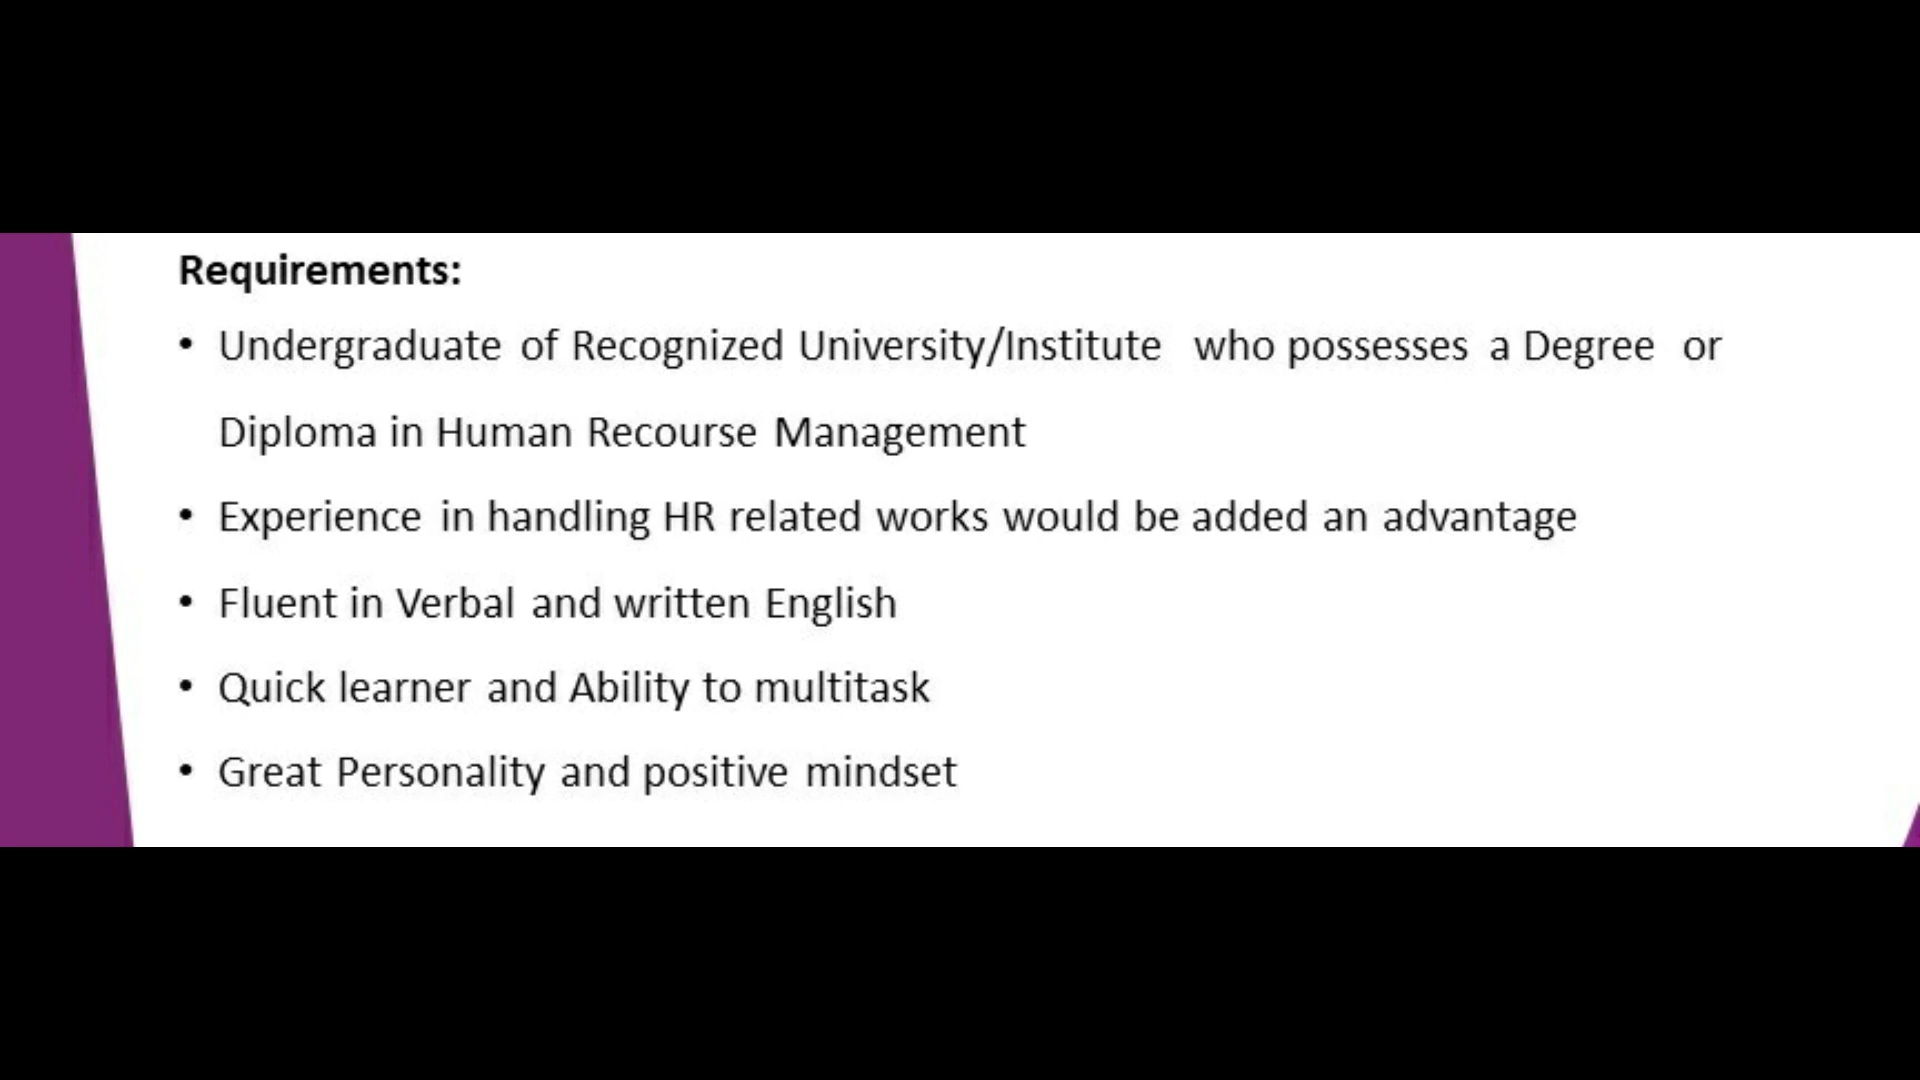 Requirements:
• Undergraduate of Recognized University/Institute who possesses a Degree or
Diploma in Human Recourse Management
• Experience in handling HR related works would be added an advantage
• Fluent in Verbal and written English
• Quick learner and Ability to multitask
• Great Personality and positive mindset